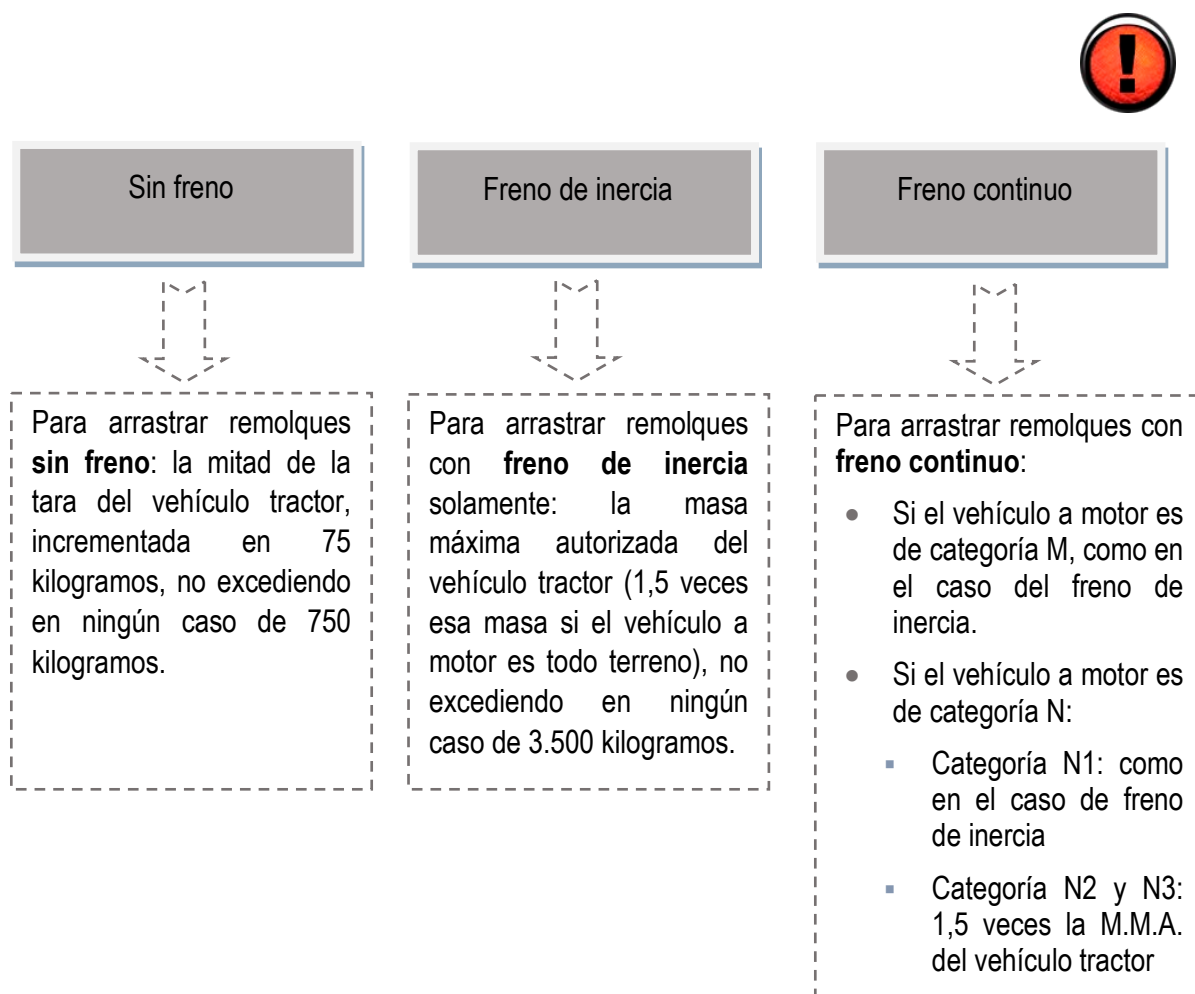 Sin freno
Freno de inercia
Freno continuo
Para arrastrar remolques
sin freno: la mitad de la
tara del vehículo tractor,
incrementada en 75
kilogramos, no excediendo
en ningún caso de 750
kilogramos.
Para arrastrar remolques
con freno de inercia
solamente: la masa
máxima autorizada del
vehículo tractor (1,5 veces
esa masa si el vehículo a
motor es todo terreno), no
excediendo en ningún
caso de 3.500 kilogramos.
Para arrastrar remolques con
freno continuo:
● Si el vehículo a motor es
de categoría M, como en
el caso del freno de
inercia.
● Si el vehículo a motor es
de categoría N:
▪ Categoría N1: como
en el caso de freno
de inercia
▪ Categoría N2 y N3:
1,5 veces la M.M.A.
del vehículo tractor